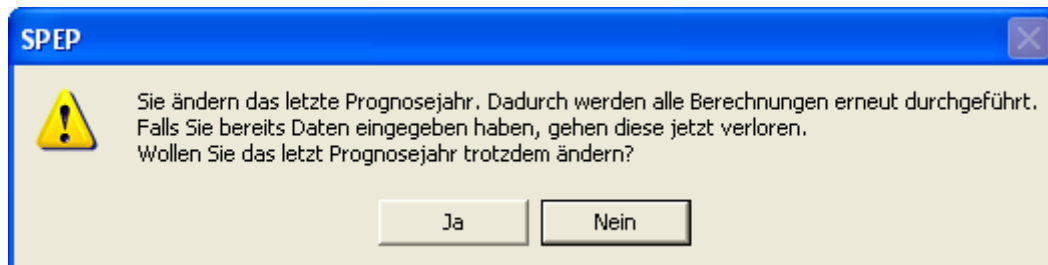 SPEP
Sie ändern das letzte Prognosejahr. Dadurch werden alle Berechnungen erneut durchgeführt.
Falls Sie bereits Daten eingegeben haben, gehen diese jetzt verloren.
Wollen Sie das letzt Prognosejahr trotzdem ändern?
Ja Nein